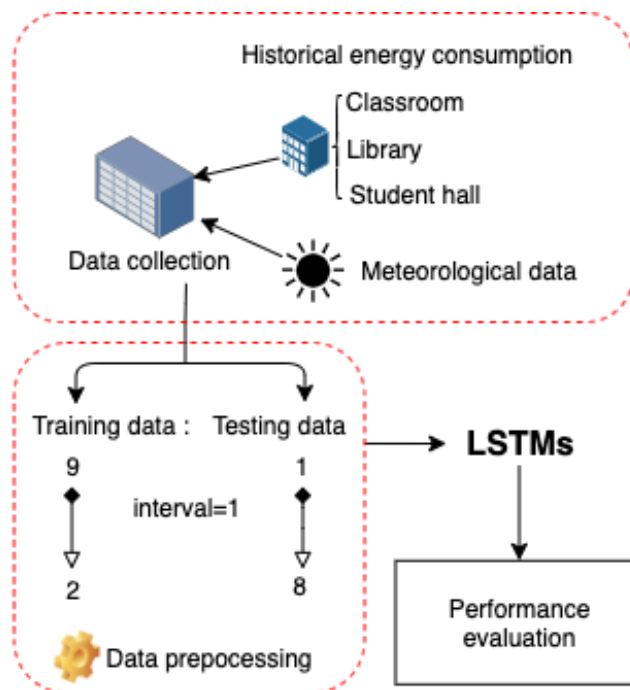 Historical energy consumption
Classroom
Library
Student hall
Data collection
Meteorological data
Training data : Testing data
9 1
interval=1
2 8
Data prepocessing
LSTMs
Performance
evaluation